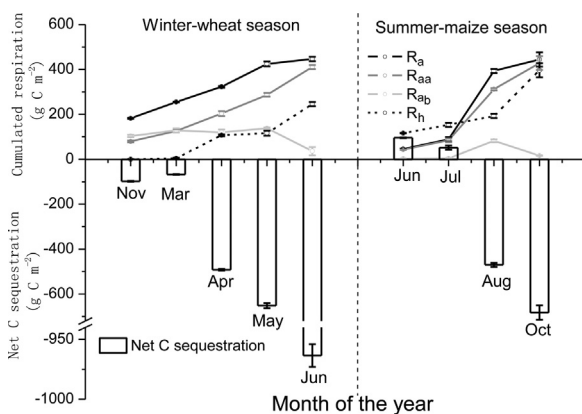 Winter-wheat season
Summer-maize season
Cumulated respiration
(g C m⁻²)
Net C sequestration
(g C m⁻²)
600
400
200
0
-200
-400
-600
-950
-1000
Rₐ
Rₐₐ
Rₐ_b
Rₕ
Nov
Mar
Apr
May
Jun
Jun
Jul
Aug
Oct
Net C sequestration
Month of the year